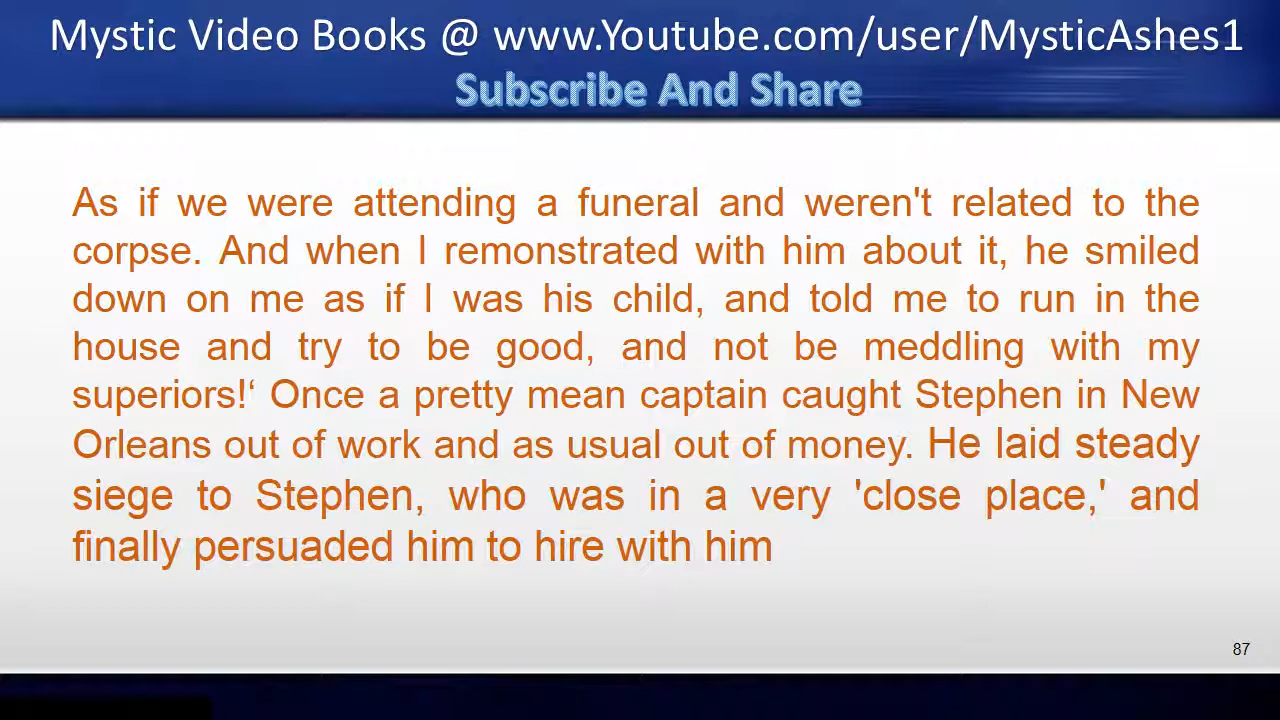 Mystic Video Books @ www.Youtube.com/user/MysticAshes1
Subscribe And Share
As if we were attending a funeral and weren't related to the
corpse. And when I remonstrated with him about it, he smiled
down on me as if I was his child, and told me to run in the
house and try to be good, and not be meddling with my
superiors!‘ Once a pretty mean captain caught Stephen in New
Orleans out of work and as usual out of money. He laid steady
siege to Stephen, who was in a very 'close place,' and
finally persuaded him to hire with him
87